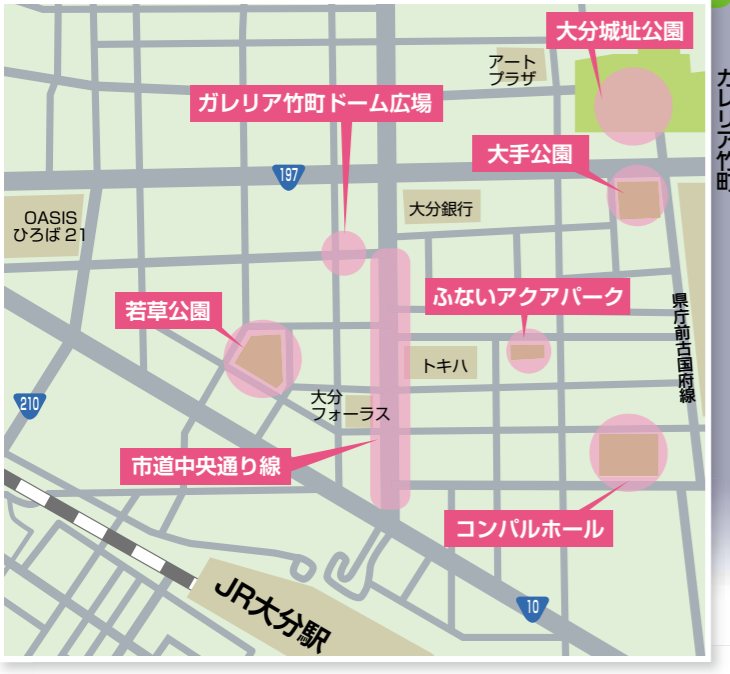 大分城址公園
アート
プラザ
ガレリア竹町ドーム広場
大手公園
197
大分銀行
OASIS
ひろば 21
ふないアクアパーク
若草公園
トキハ
県庁前古国府線
大分
フォーラス
210
市道中央通り線
コンパルホール
JR大分駅
10
ガレリア竹町